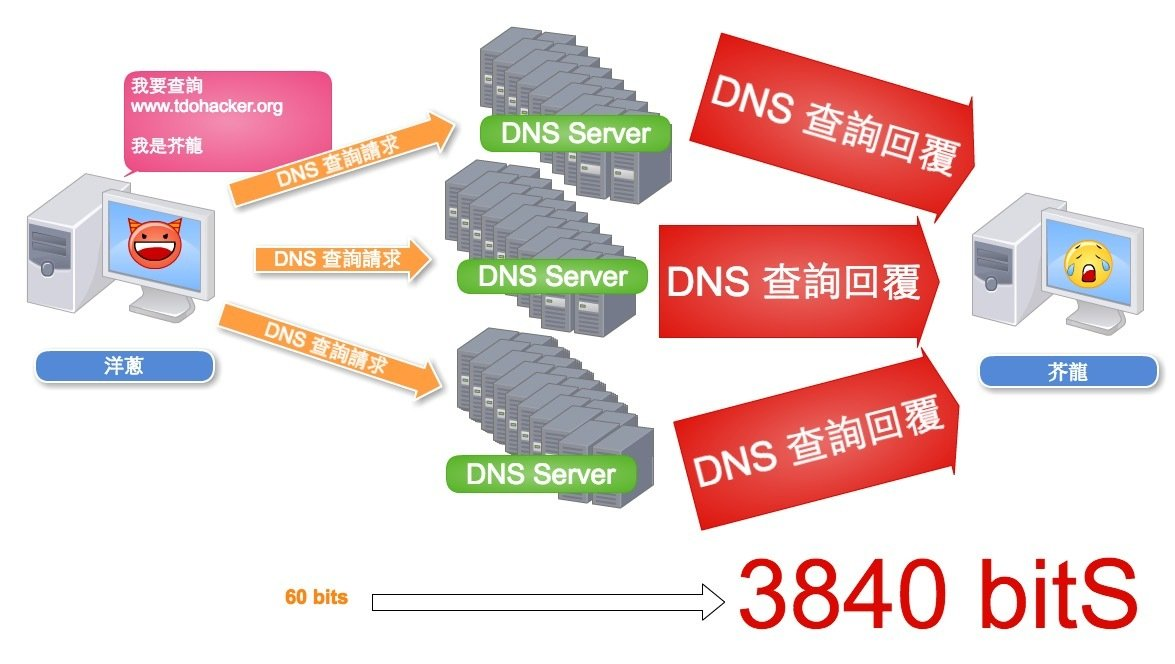 我要查詢
www.tdohacker.org
我是芥龍
DNS 查詢請求
DNS Server
DNS 查詢回覆
DNS 查詢請求
DNS Server
DNS 查詢回覆
洋蔥
芥龍
DNS 查詢請求
DNS Server
DNS 查詢回覆
60 bits
3840 bitS